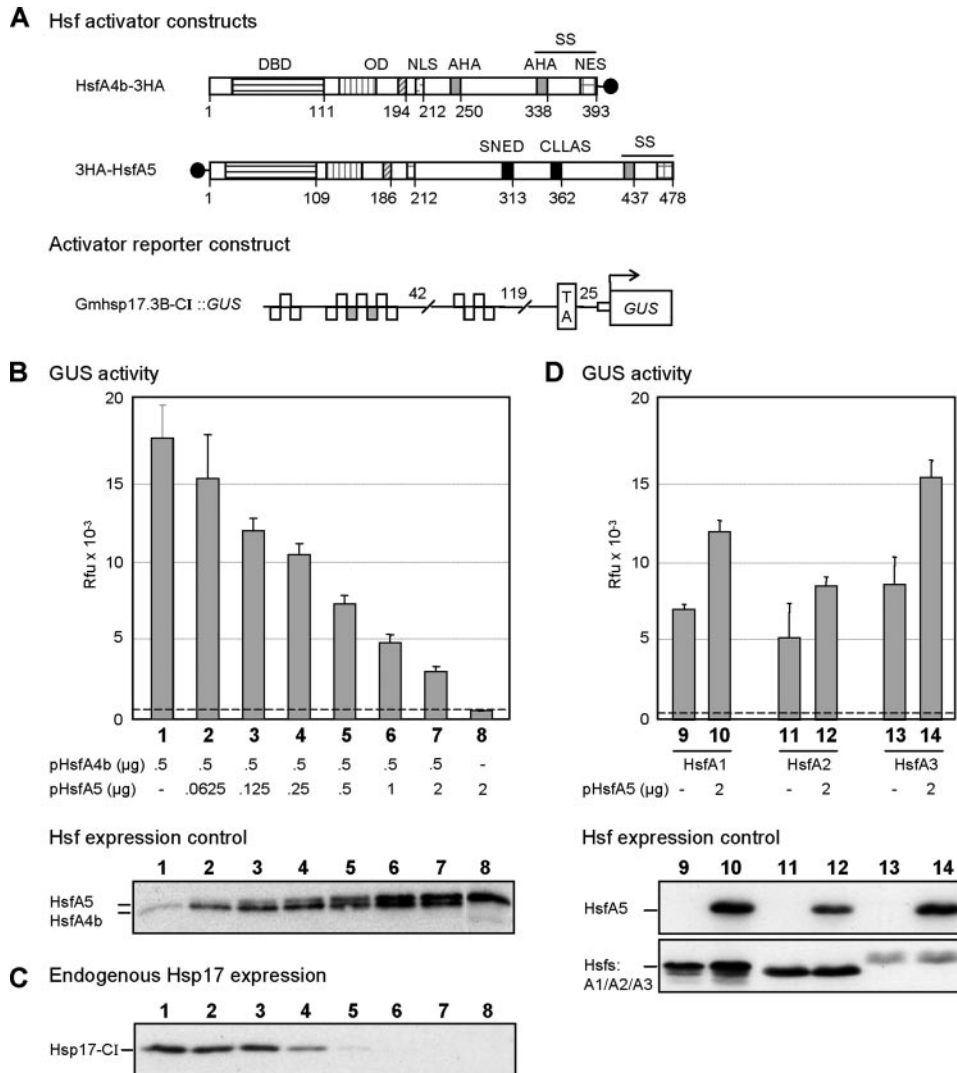 A Hsf activator constructs
SS
DBD OD NLS AHA AHA NES
HsfA4b-3HA
1 111 194 212 250 338 393
SNED CLLAS SS
3HA-HsfA5
1 109 186 212 313 362 437 478
Activator reporter construct
Gmhsp17.3B-CI ::GUS 42 119 TA 25 GUS
B GUS activity
20
15
10
5
0
Rfu x 10-3
1 2 3 4 5 6 7 8
pHsfA4b (µg) .5 .5 .5 .5 .5 .5 .5 -
pHsfA5 (µg) - .0625 .125 .25 .5 1 2 2
Hsf expression control
1 2 3 4 5 6 7 8
HsfA5
HsfA4b
C Endogenous Hsp17 expression
1 2 3 4 5 6 7 8
Hsp17-CI
D GUS activity
20
15
10
5
0
Rfu x 10-3
9 10 11 12 13 14
HsfA1 HsfA2 HsfA3
pHsfA5 (µg) - 2 - 2 - 2
Hsf expression control
9 10 11 12 13 14
HsfA5
Hsfs:
A1/A2/A3